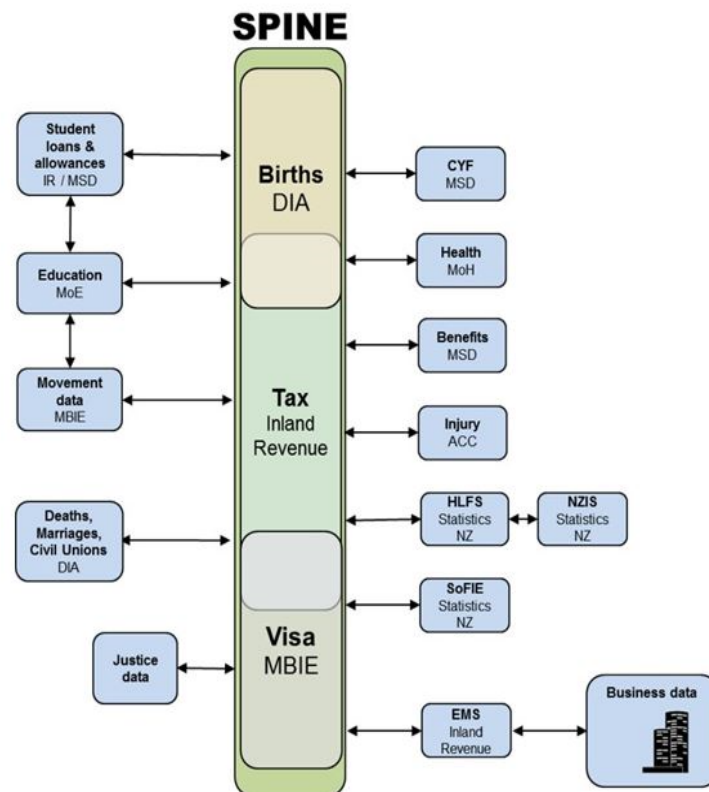 SPINE
Student
loans &
allowances
IR / MSD
Education
MoE
Movement
data
MBIE
Deaths,
Marriages,
Civil Unions
DIA
Justice
data
Births
DIA
Tax
Inland
Revenue
Visa
MBIE
CYF
MSD
Health
MoH
Benefits
MSD
Injury
ACC
HLFS
Statistics
NZ
NZIS
Statistics
NZ
SoFIE
Statistics
NZ
EMS
Inland
Revenue
Business data